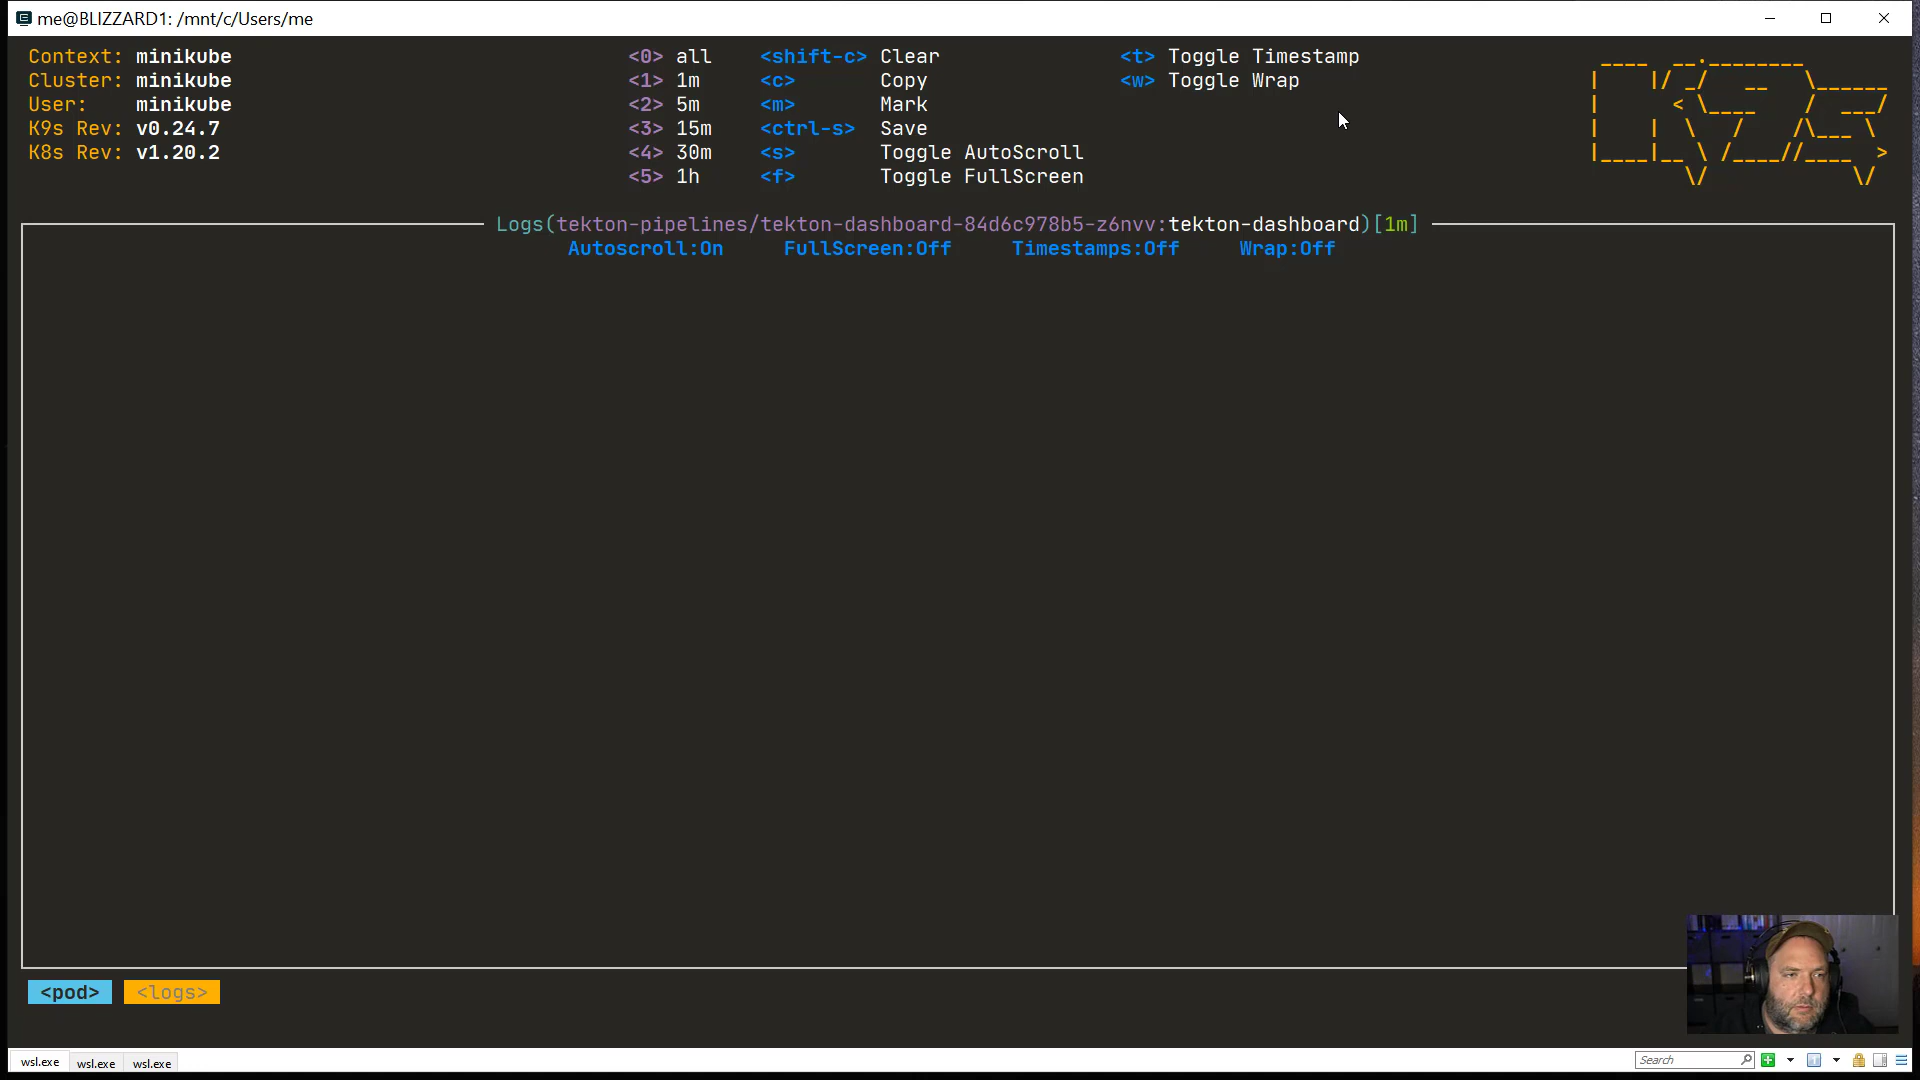 me@BLIZZARD1: /mnt/c/Users/me
Context: minikube <0> all <shift-c> Clear <t> Toggle Timestamp
Cluster: minikube <1> 1m <c> Copy <w> Toggle Wrap
User: minikube <2> 5m <m> Mark
K9s Rev: v0.24.7 <3> 15m <ctrl-s> Save
K8s Rev: v1.20.2 <4> 30m <s> Toggle AutoScroll
<5> 1h <f> Toggle FullScreen
Logs(tekton-pipelines/tekton-dashboard-84d6c978b5-z6nvv:tekton-dashboard)[1m]
Autoscroll:On FullScreen:Off Timestamps:Off Wrap:Off
<pod> <logs>
wsl.exe wsl.exe wsl.exe Search